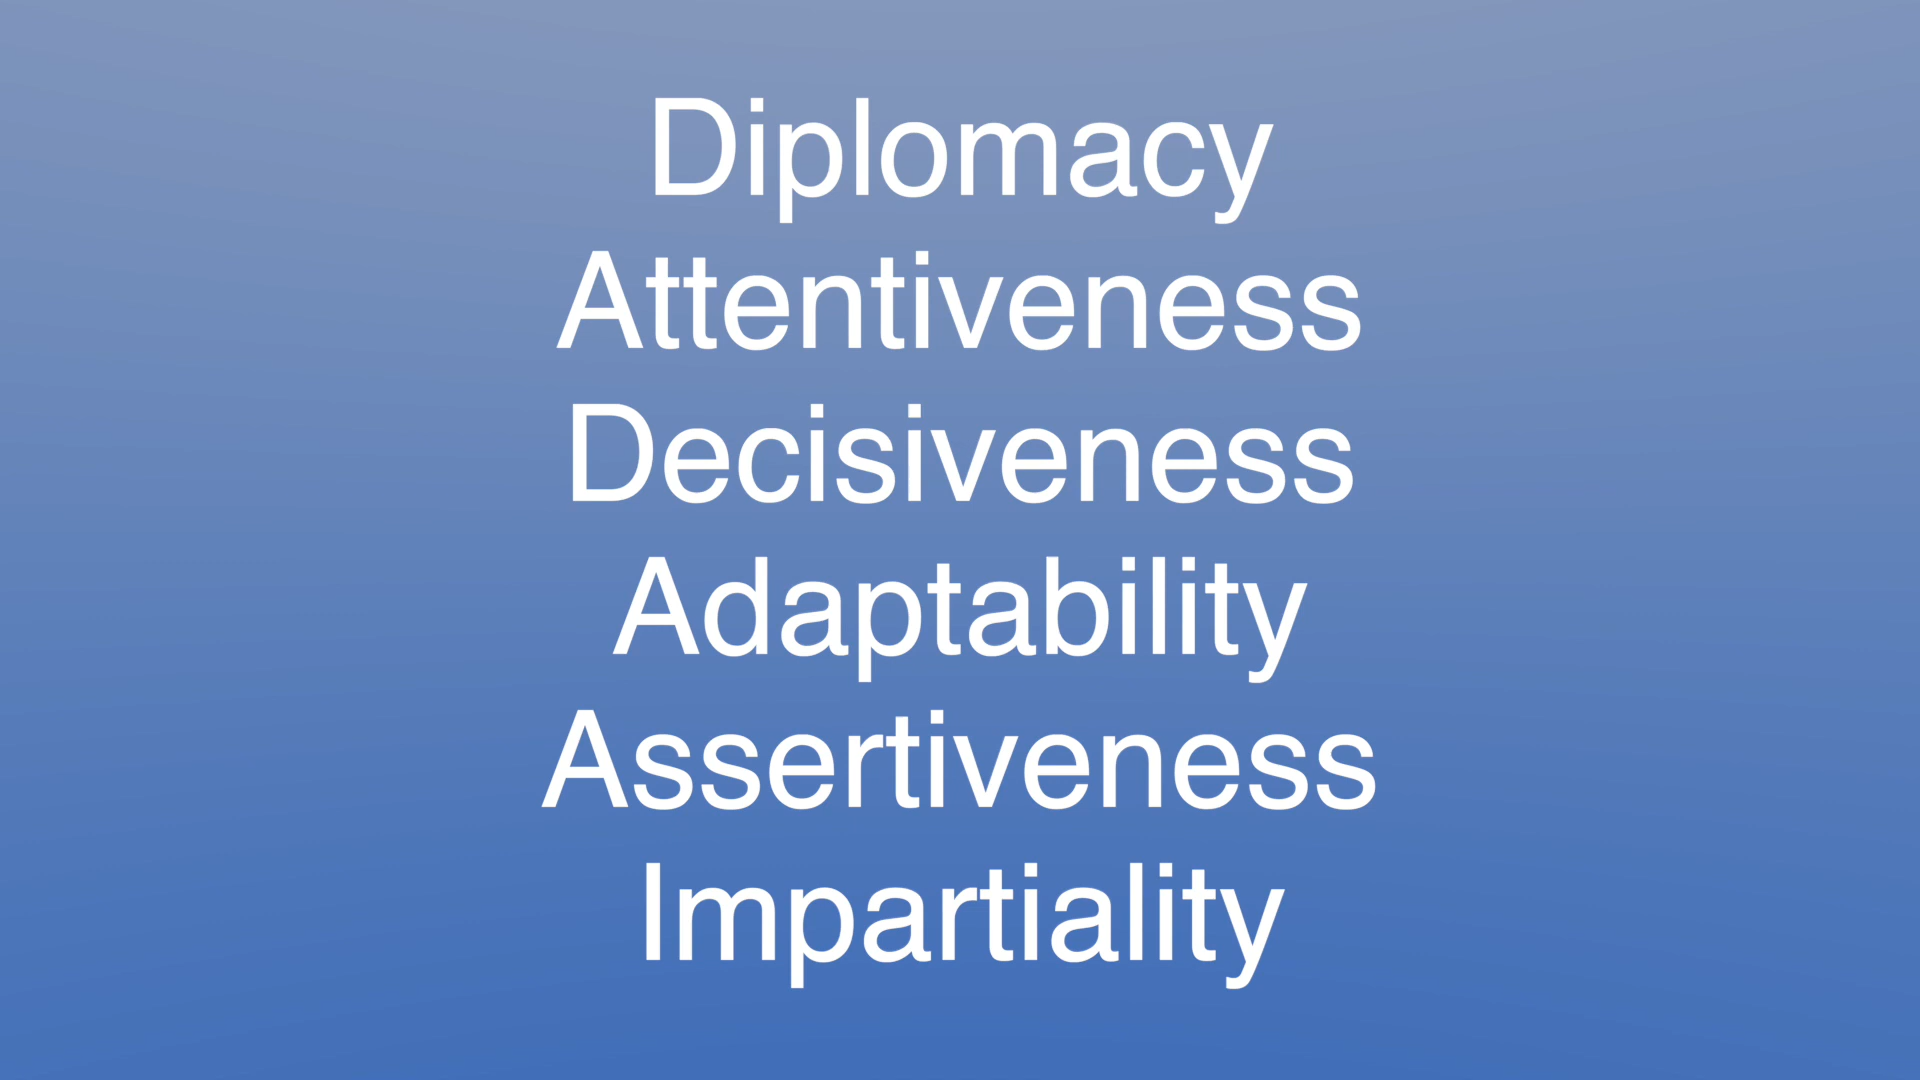 Diplomacy
Attentiveness
Decisiveness
Adaptability
Assertiveness
Impartiality